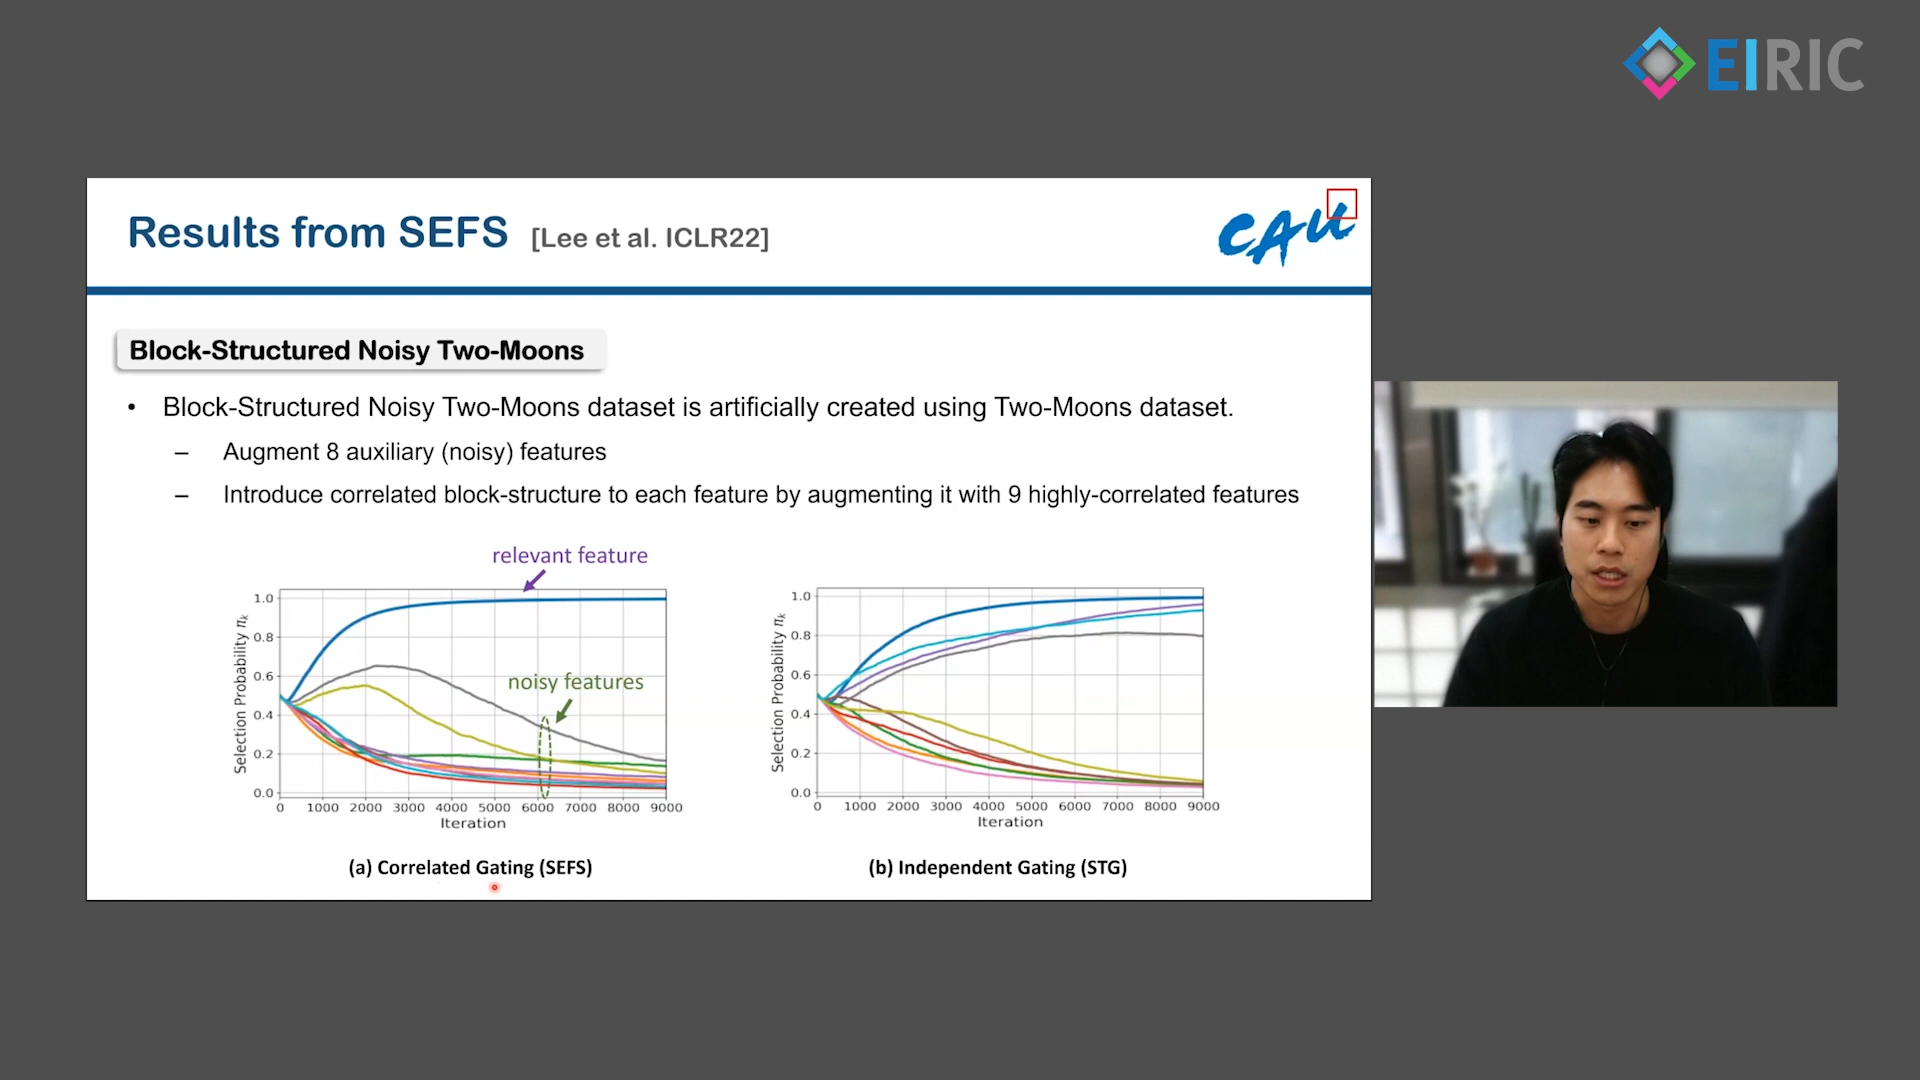 EIRIC
Results from SEFS [Lee et al. ICLR22]
CAU
Block-Structured Noisy Two-Moons
• Block-Structured Noisy Two-Moons dataset is artificially created using Two-Moons dataset.
– Augment 8 auxiliary (noisy) features
– Introduce correlated block-structure to each feature by augmenting it with 9 highly-correlated features
relevant feature
noisy features
Selection Probability πk
1.0
0.8
0.6
0.4
0.2
0.0
0 1000 2000 3000 4000 5000 6000 7000 8000 9000
Iteration
(a) Correlated Gating (SEFS)
Selection Probability πk
1.0
0.8
0.6
0.4
0.2
0.0
0 1000 2000 3000 4000 5000 6000 7000 8000 9000
Iteration
(b) Independent Gating (STG)